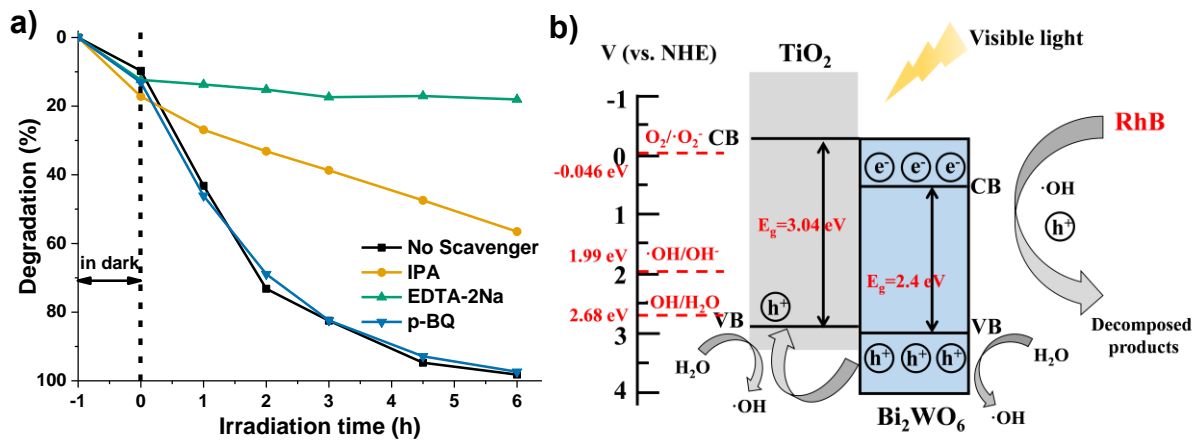 a)
Degradation (%)
0
20
40
60
80
100
in dark
No Scavenger
IPA
EDTA-2Na
p-BQ
-1 0 1 2 3 4 5 6
Irradiation time (h)
b)
V (vs. NHE)
TiO₂
Visible light
-1
0
1
2
3
4
O₂/·O₂⁻
CB
-0.046 eV
Eg=3.04 eV
1.99 eV
·OH/OH⁻
·OH/H₂O
2.68 eV
VB
h⁺
H₂O
·OH
e⁻ e⁻ e⁻
CB
Eg=2.4 eV
VB
h⁺ h⁺ h⁺
Bi₂WO₆
RhB
·OH
h⁺
Decomposed
products
H₂O
·OH